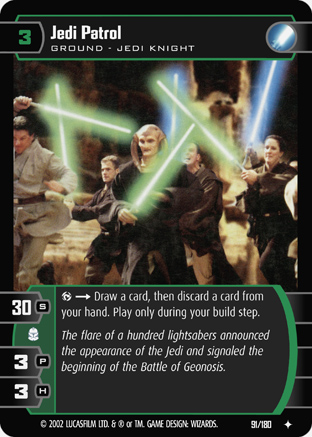 3 Jedi Patrol
GROUND - JEDI KNIGHT
30 S
→ Draw a card, then discard a card from
your hand. Play only during your build step.
The flare of a hundred lightsabers announced
3 P
the appearance of the Jedi and signaled the
beginning of the Battle of Geonosis.
3 H
© 2002 LUCASFILM LTD. & ® or TM. GAME DESIGN: WIZARDS. 91/180